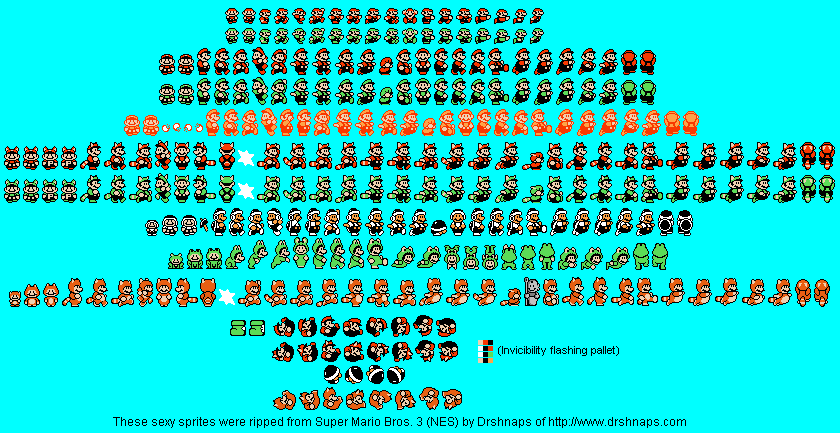 (Invicibility flashing pallet)
These sexy sprites were ripped from Super Mario Bros. 3 (NES) by Drshnaps of http://www.drshnaps.com